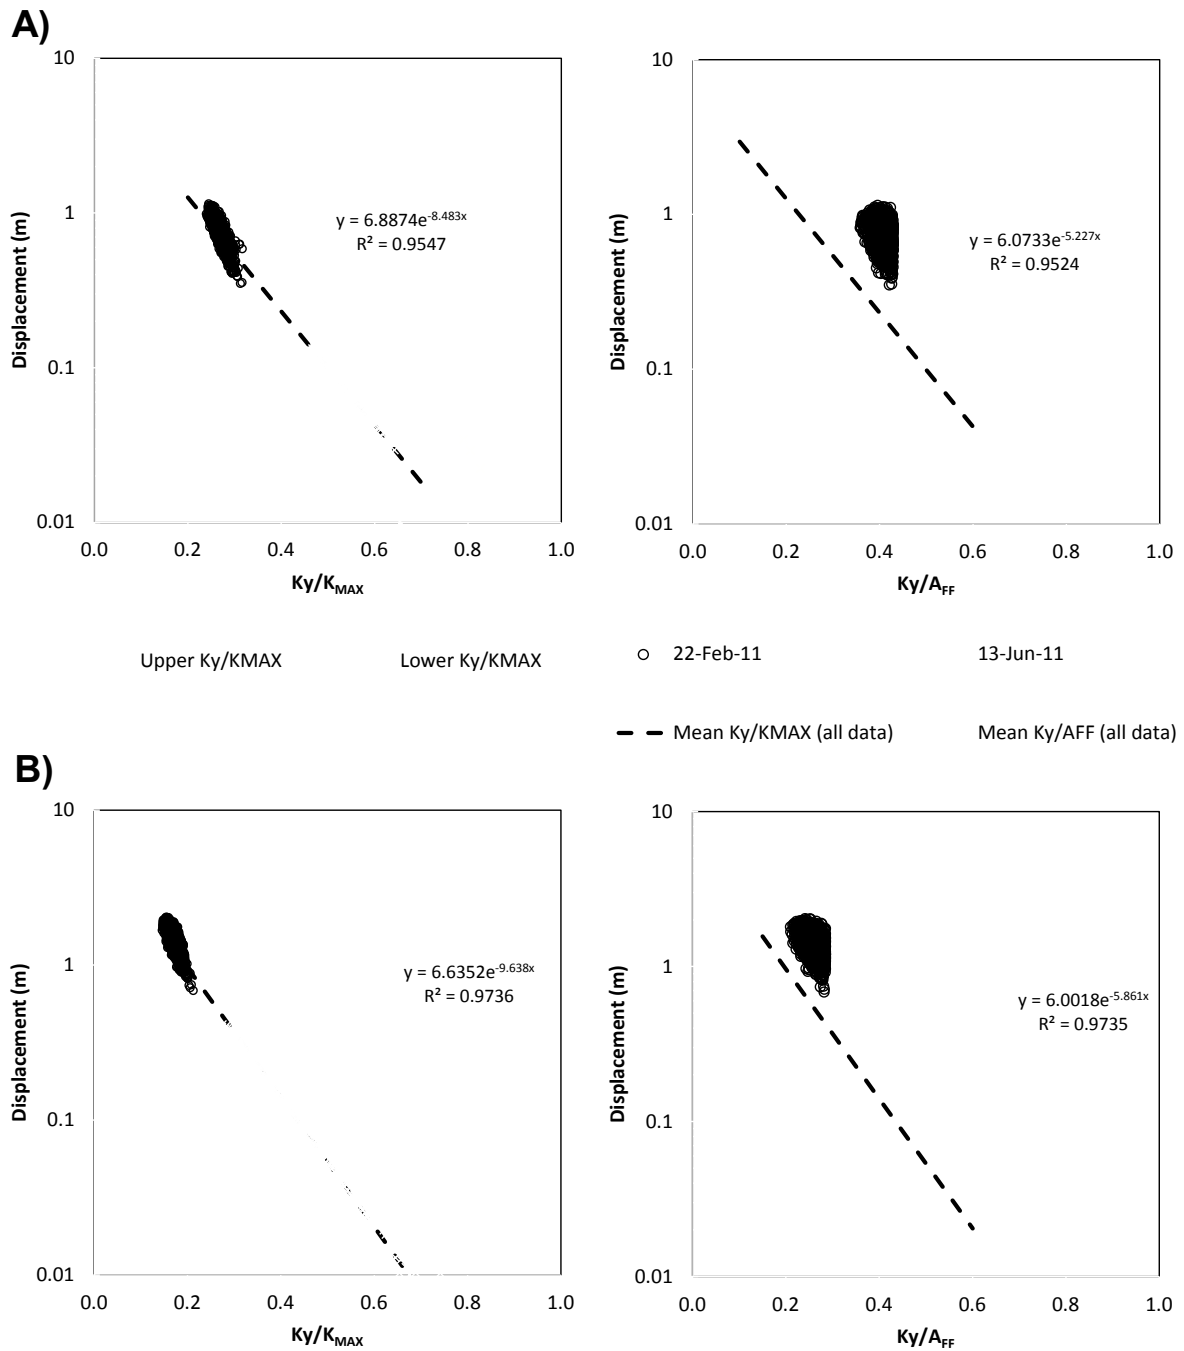 A)
10
1
0.1
0.01
Displacement (m)
y = 6.8874e^-8.483x
R² = 0.9547
0.0 0.2 0.4 0.6 0.8 1.0
Ky/K_MAX
10
1
0.1
0.01
Displacement (m)
y = 6.0733e^-5.227x
R² = 0.9524
0.0 0.2 0.4 0.6 0.8 1.0
Ky/A_FF
Upper Ky/KMAX
Lower Ky/KMAX
22-Feb-11
13-Jun-11
Mean Ky/KMAX (all data)
Mean Ky/AFF (all data)
B)
10
1
0.1
0.01
Displacement (m)
y = 6.6352e^-9.638x
R² = 0.9736
0.0 0.2 0.4 0.6 0.8 1.0
Ky/K_MAX
10
1
0.1
0.01
Displacement (m)
y = 6.0018e^-5.861x
R² = 0.9735
0.0 0.2 0.4 0.6 0.8 1.0
Ky/A_FF